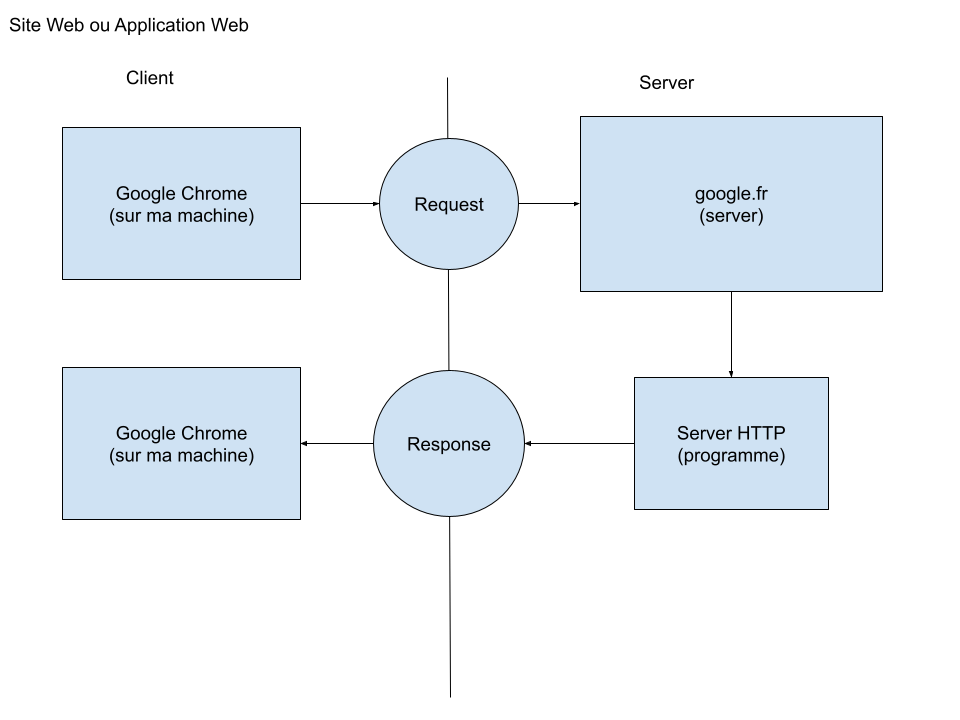 Site Web ou Application Web
Client
Server
Google Chrome
(sur ma machine)
Request
google.fr
(server)
Google Chrome
(sur ma machine)
Response
Server HTTP
(programme)